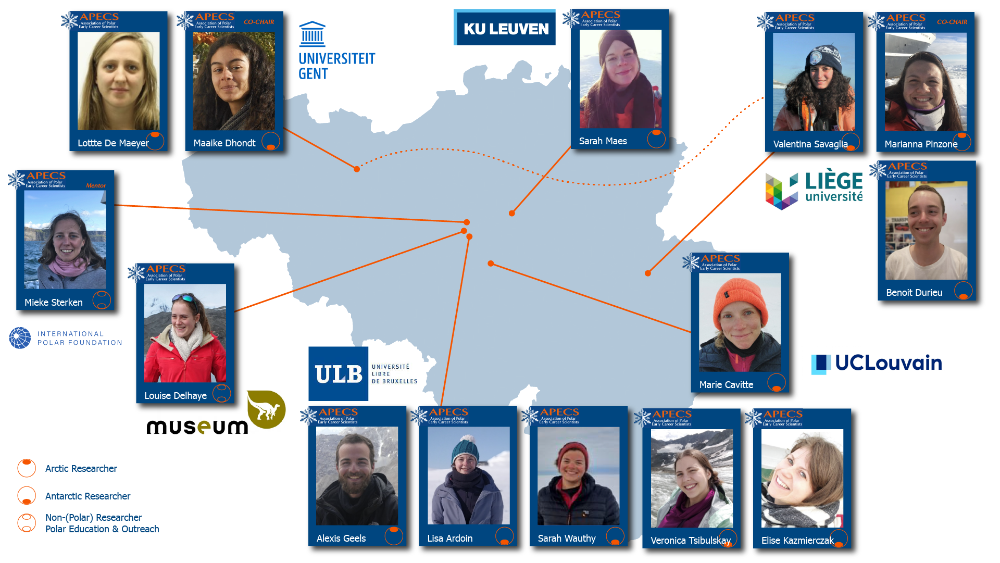 APECS
Association of Polar
Early Career Scientists
Lottte De Maeyer
APECS
Association of Polar
Early Career Scientists
CO-CHAIR
Maaike Dhondt
UNIVERSITEIT
GENT
KU LEUVEN
APECS
Association of Polar
Early Career Scientists
Sarah Maes
APECS
Association of Polar
Early Career Scientists
Valentina Savaglia
APECS
Association of Polar
Early Career Scientists
CO-CHAIR
Marianna Pinzone
APECS
Association of Polar
Early Career Scientists
Mentor
Mieke Sterken
INTERNATIONAL
POLAR FOUNDATION
LIÈGE
université
APECS
Association of Polar
Early Career Scientists
TRANSPO
Benoit Durieu
APECS
Association of Polar
Early Career Scientists
Louise Delhaye
museum
APECS
Association of Polar
Early Career Scientists
Marie Cavitte
UCLouvain
ULB
UNIVERSITÉ
LIBRE
DE BRUXELLES
APECS
Association of Polar
Early Career Scientists
Alexis Geels
APECS
Association of Polar
Early Career Scientists
Lisa Ardoin
APECS
Association of Polar
Early Career Scientists
Sarah Wauthy
APECS
Association of Polar
Early Career Scientists
Veronica Tsibulskay
APECS
Association of Polar
Early Career Scientists
Elise Kazmierczak
Arctic Researcher
Antarctic Researcher
Non-(Polar) Researcher
Polar Education & Outreach